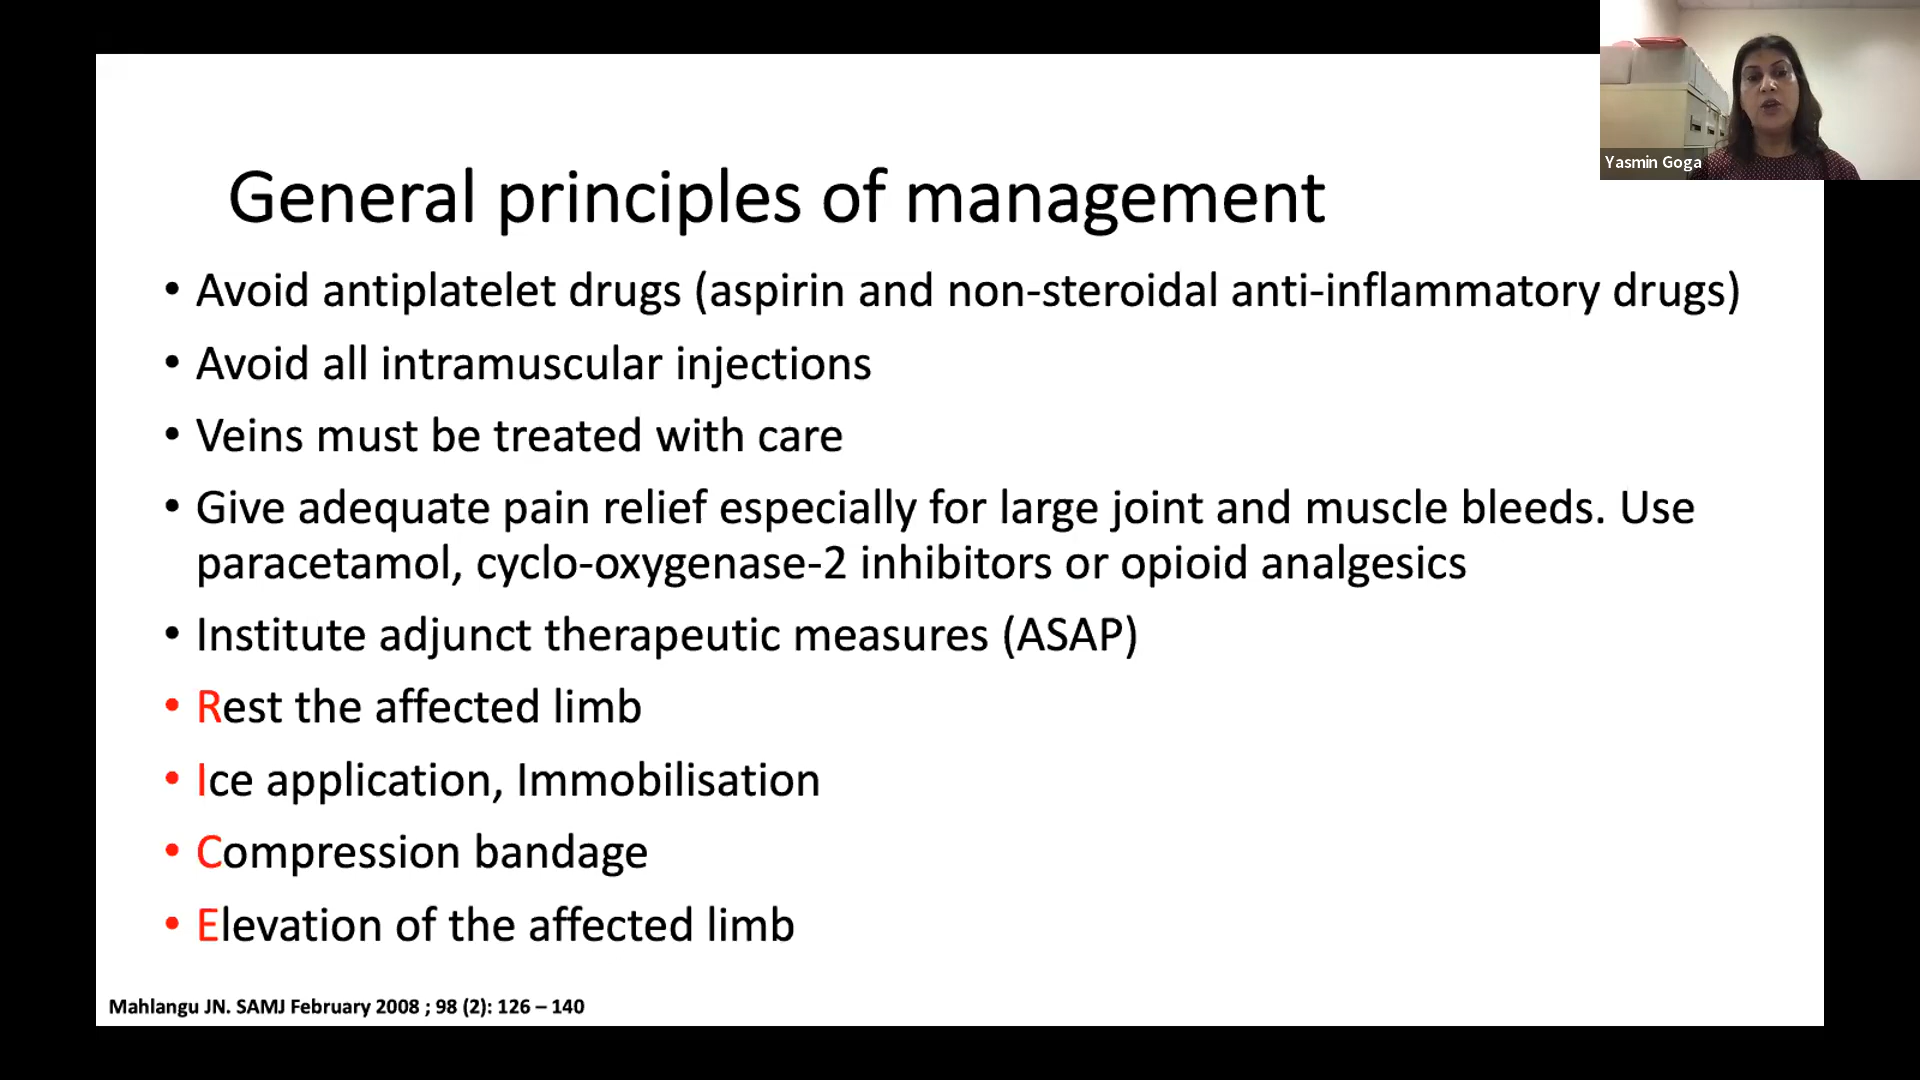 Yasmin Goga
General principles of management
• Avoid antiplatelet drugs (aspirin and non-steroidal anti-inflammatory drugs)
• Avoid all intramuscular injections
• Veins must be treated with care
• Give adequate pain relief especially for large joint and muscle bleeds. Use
paracetamol, cyclo-oxygenase-2 inhibitors or opioid analgesics
• Institute adjunct therapeutic measures (ASAP)
• Rest the affected limb
• Ice application, Immobilisation
• Compression bandage
• Elevation of the affected limb
Mahlangu JN. SAMJ February 2008 ; 98 (2): 126 – 140